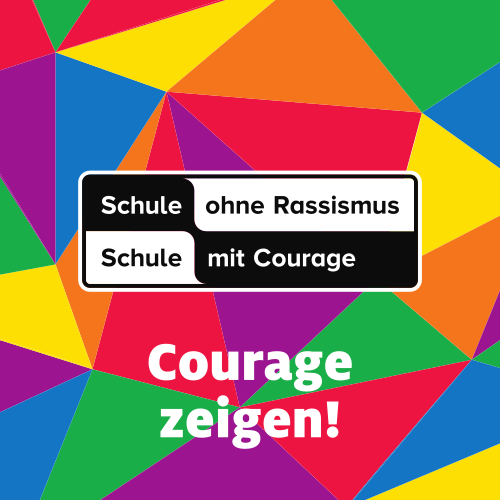 Schule ohne Rassismus
Schule mit Courage
Courage
zeigen!